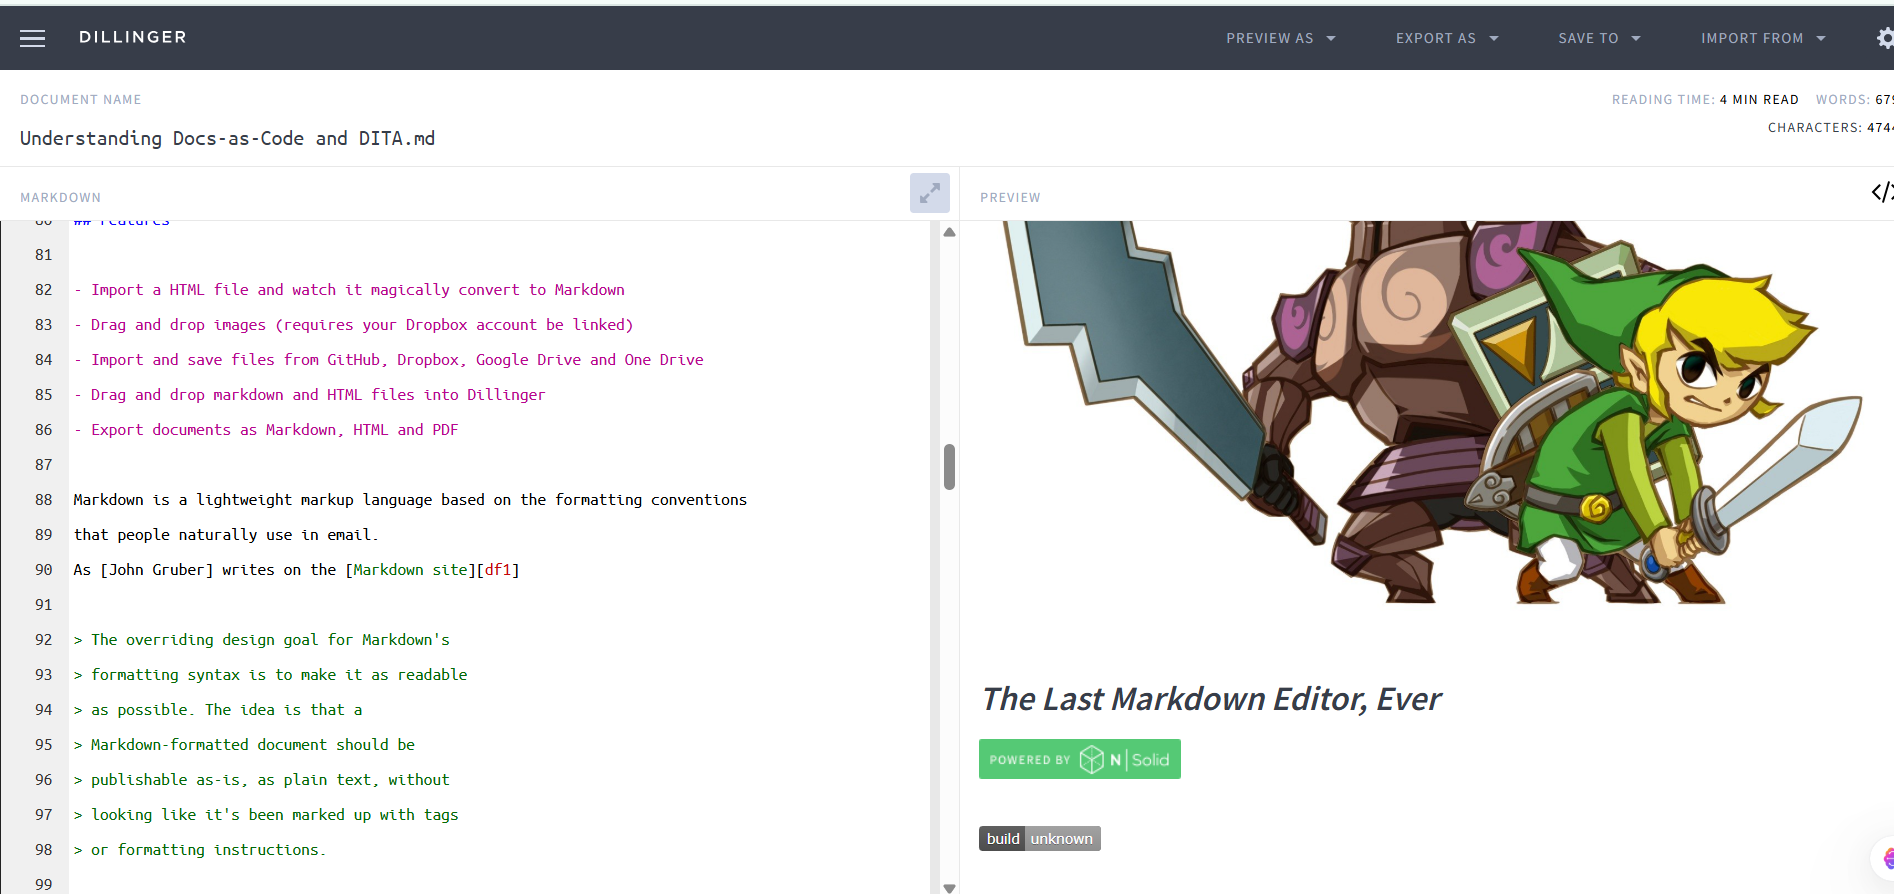 DILLINGER
PREVIEW AS EXPORT AS SAVE TO IMPORT FROM
DOCUMENT NAME
READING TIME: 4 MIN READ WORDS: 679
CHARACTERS: 4744
Understanding Docs-as-Code and DITA.md
MARKDOWN
80 ## Features
81
82 - Import a HTML file and watch it magically convert to Markdown
83 - Drag and drop images (requires your Dropbox account be linked)
84 - Import and save files from GitHub, Dropbox, Google Drive and One Drive
85 - Drag and drop markdown and HTML files into Dillinger
86 - Export documents as Markdown, HTML and PDF
87
88 Markdown is a lightweight markup language based on the formatting conventions
89 that people naturally use in email.
90 As [John Gruber] writes on the [Markdown site][df1]
91
92 > The overriding design goal for Markdown's
93 > formatting syntax is to make it as readable
94 > as possible. The idea is that a
95 > Markdown-formatted document should be
96 > publishable as-is, as plain text, without
97 > looking like it's been marked up with tags
98 > or formatting instructions.
99
PREVIEW
The Last Markdown Editor, Ever
POWERED BY N|Solid
build unknown